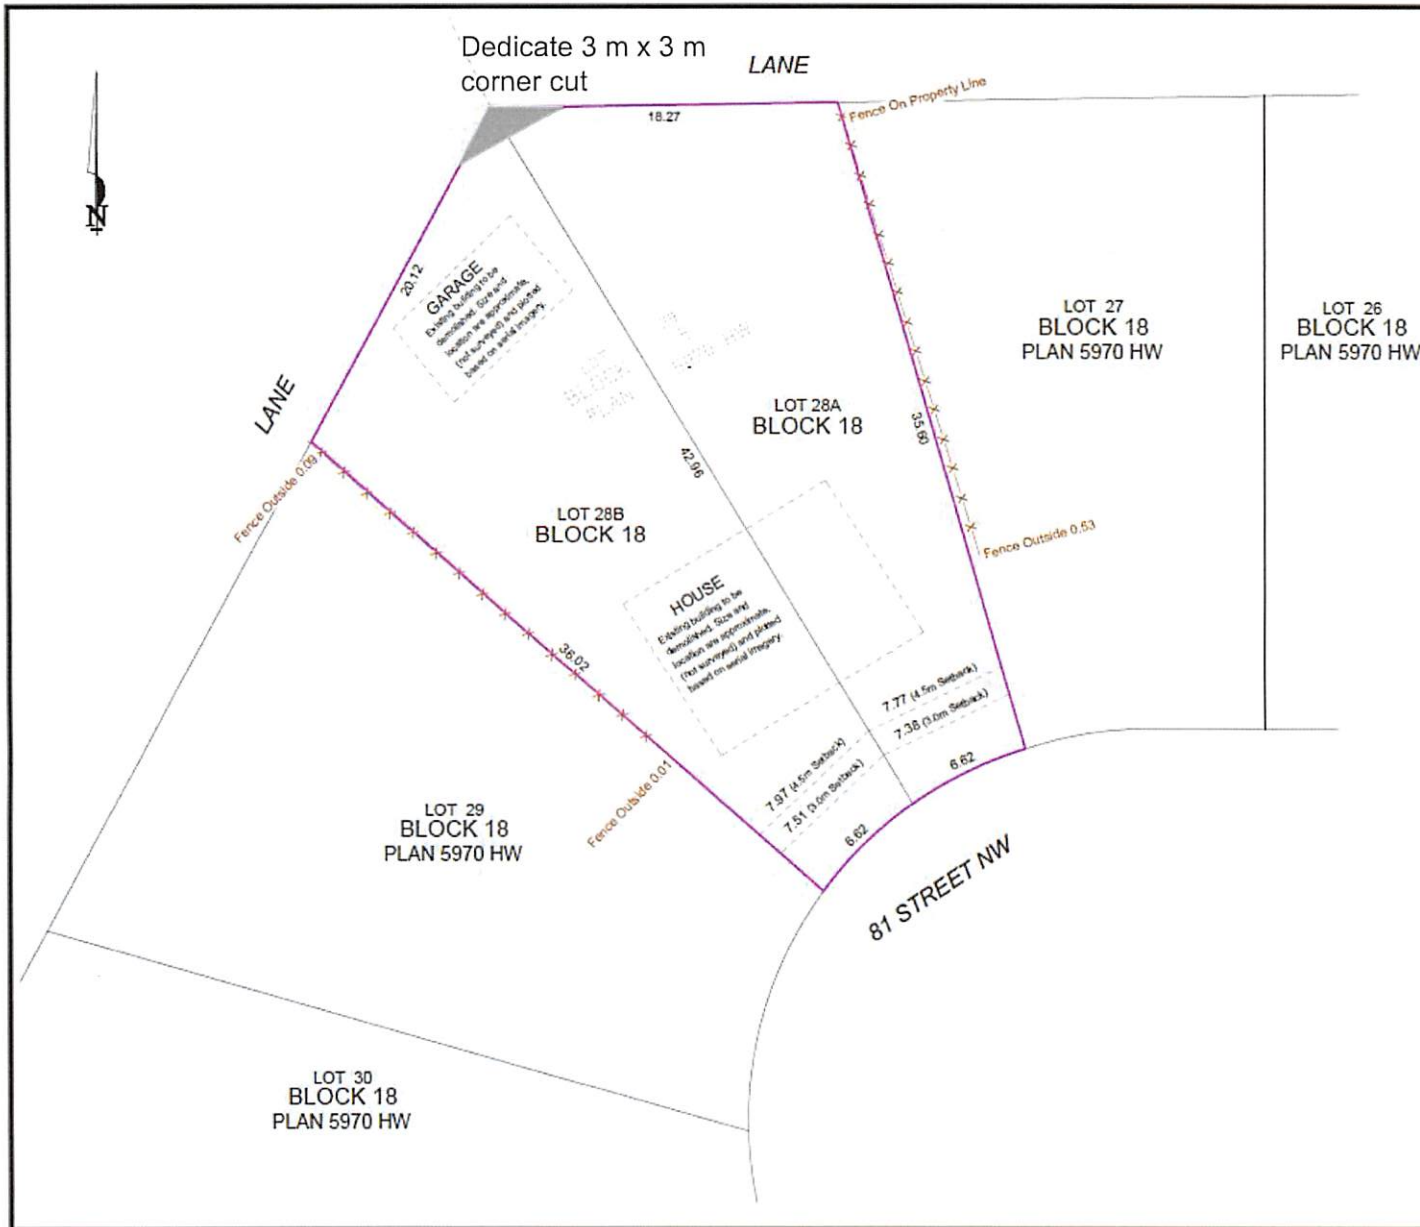 Dedicate 3 m x 3 m
corner cut
LANE
Fence On Property Line
18.27
N
20.12
GARAGE
Existing building to be
demolished. Size and
location are approximate,
(not surveyed) and plotted
based on aerial imagery.
LOT
BLOCK
PLAN
5970 HW
LOT 27
BLOCK 18
PLAN 5970 HW
LOT 26
BLOCK 18
PLAN 5970 HW
LANE
LOT 28A
BLOCK 18
35.60
42.96
Fence Outside 0.09
LOT 28B
BLOCK 18
Fence Outside 0.53
HOUSE
Existing building to be
demolished. Size and
location are approximate,
(not surveyed) and plotted
based on aerial imagery.
36.02
7.77 (4.5m Setback)
7.38 (3.0m Setback)
7.97 (4.5m Setback)
7.51 (3.0m Setback)
6.62
6.62
Fence Outside 0.01
LOT 29
BLOCK 18
PLAN 5970 HW
81 STREET NW
LOT 30
BLOCK 18
PLAN 5970 HW